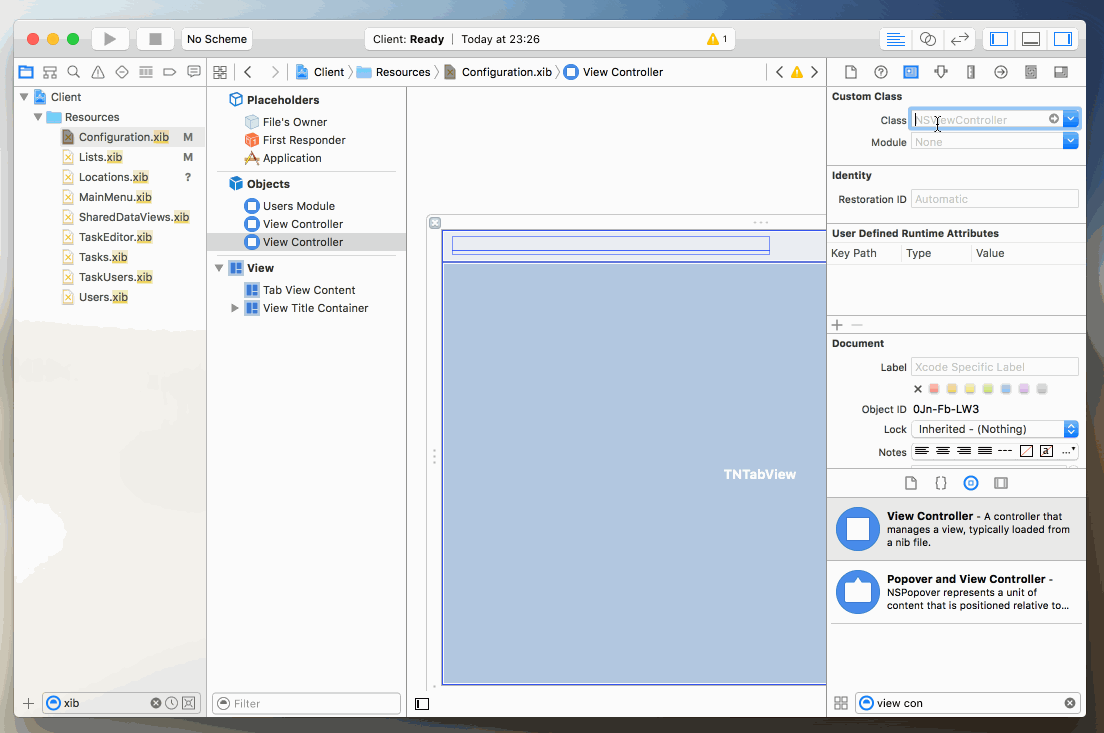 No Scheme
Client: Ready | Today at 23:26
1
Client
Resources
Configuration.xib
View Controller
Client
Resources
Configuration.xib M
Lists.xib M
Locations.xib ?
MainMenu.xib
SharedDataViews.xib
TaskEditor.xib
Tasks.xib
TaskUsers.xib
Users.xib
xib
Placeholders
File's Owner
First Responder
Application
Objects
Users Module
View Controller
View Controller
View
Tab View Content
View Title Container
Filter
TNTabView
Custom Class
Class NSViewController
Module None
Identity
Restoration ID Automatic
User Defined Runtime Attributes
Key Path Type Value
Document
Label Xcode Specific Label
Object ID 0Jn-Fb-LW3
Lock Inherited - (Nothing)
Notes
View Controller - A controller that
manages a view, typically loaded from
a nib file.
Popover and View Controller -
NSPopover represents a unit of
content that is positioned relative to...
view con